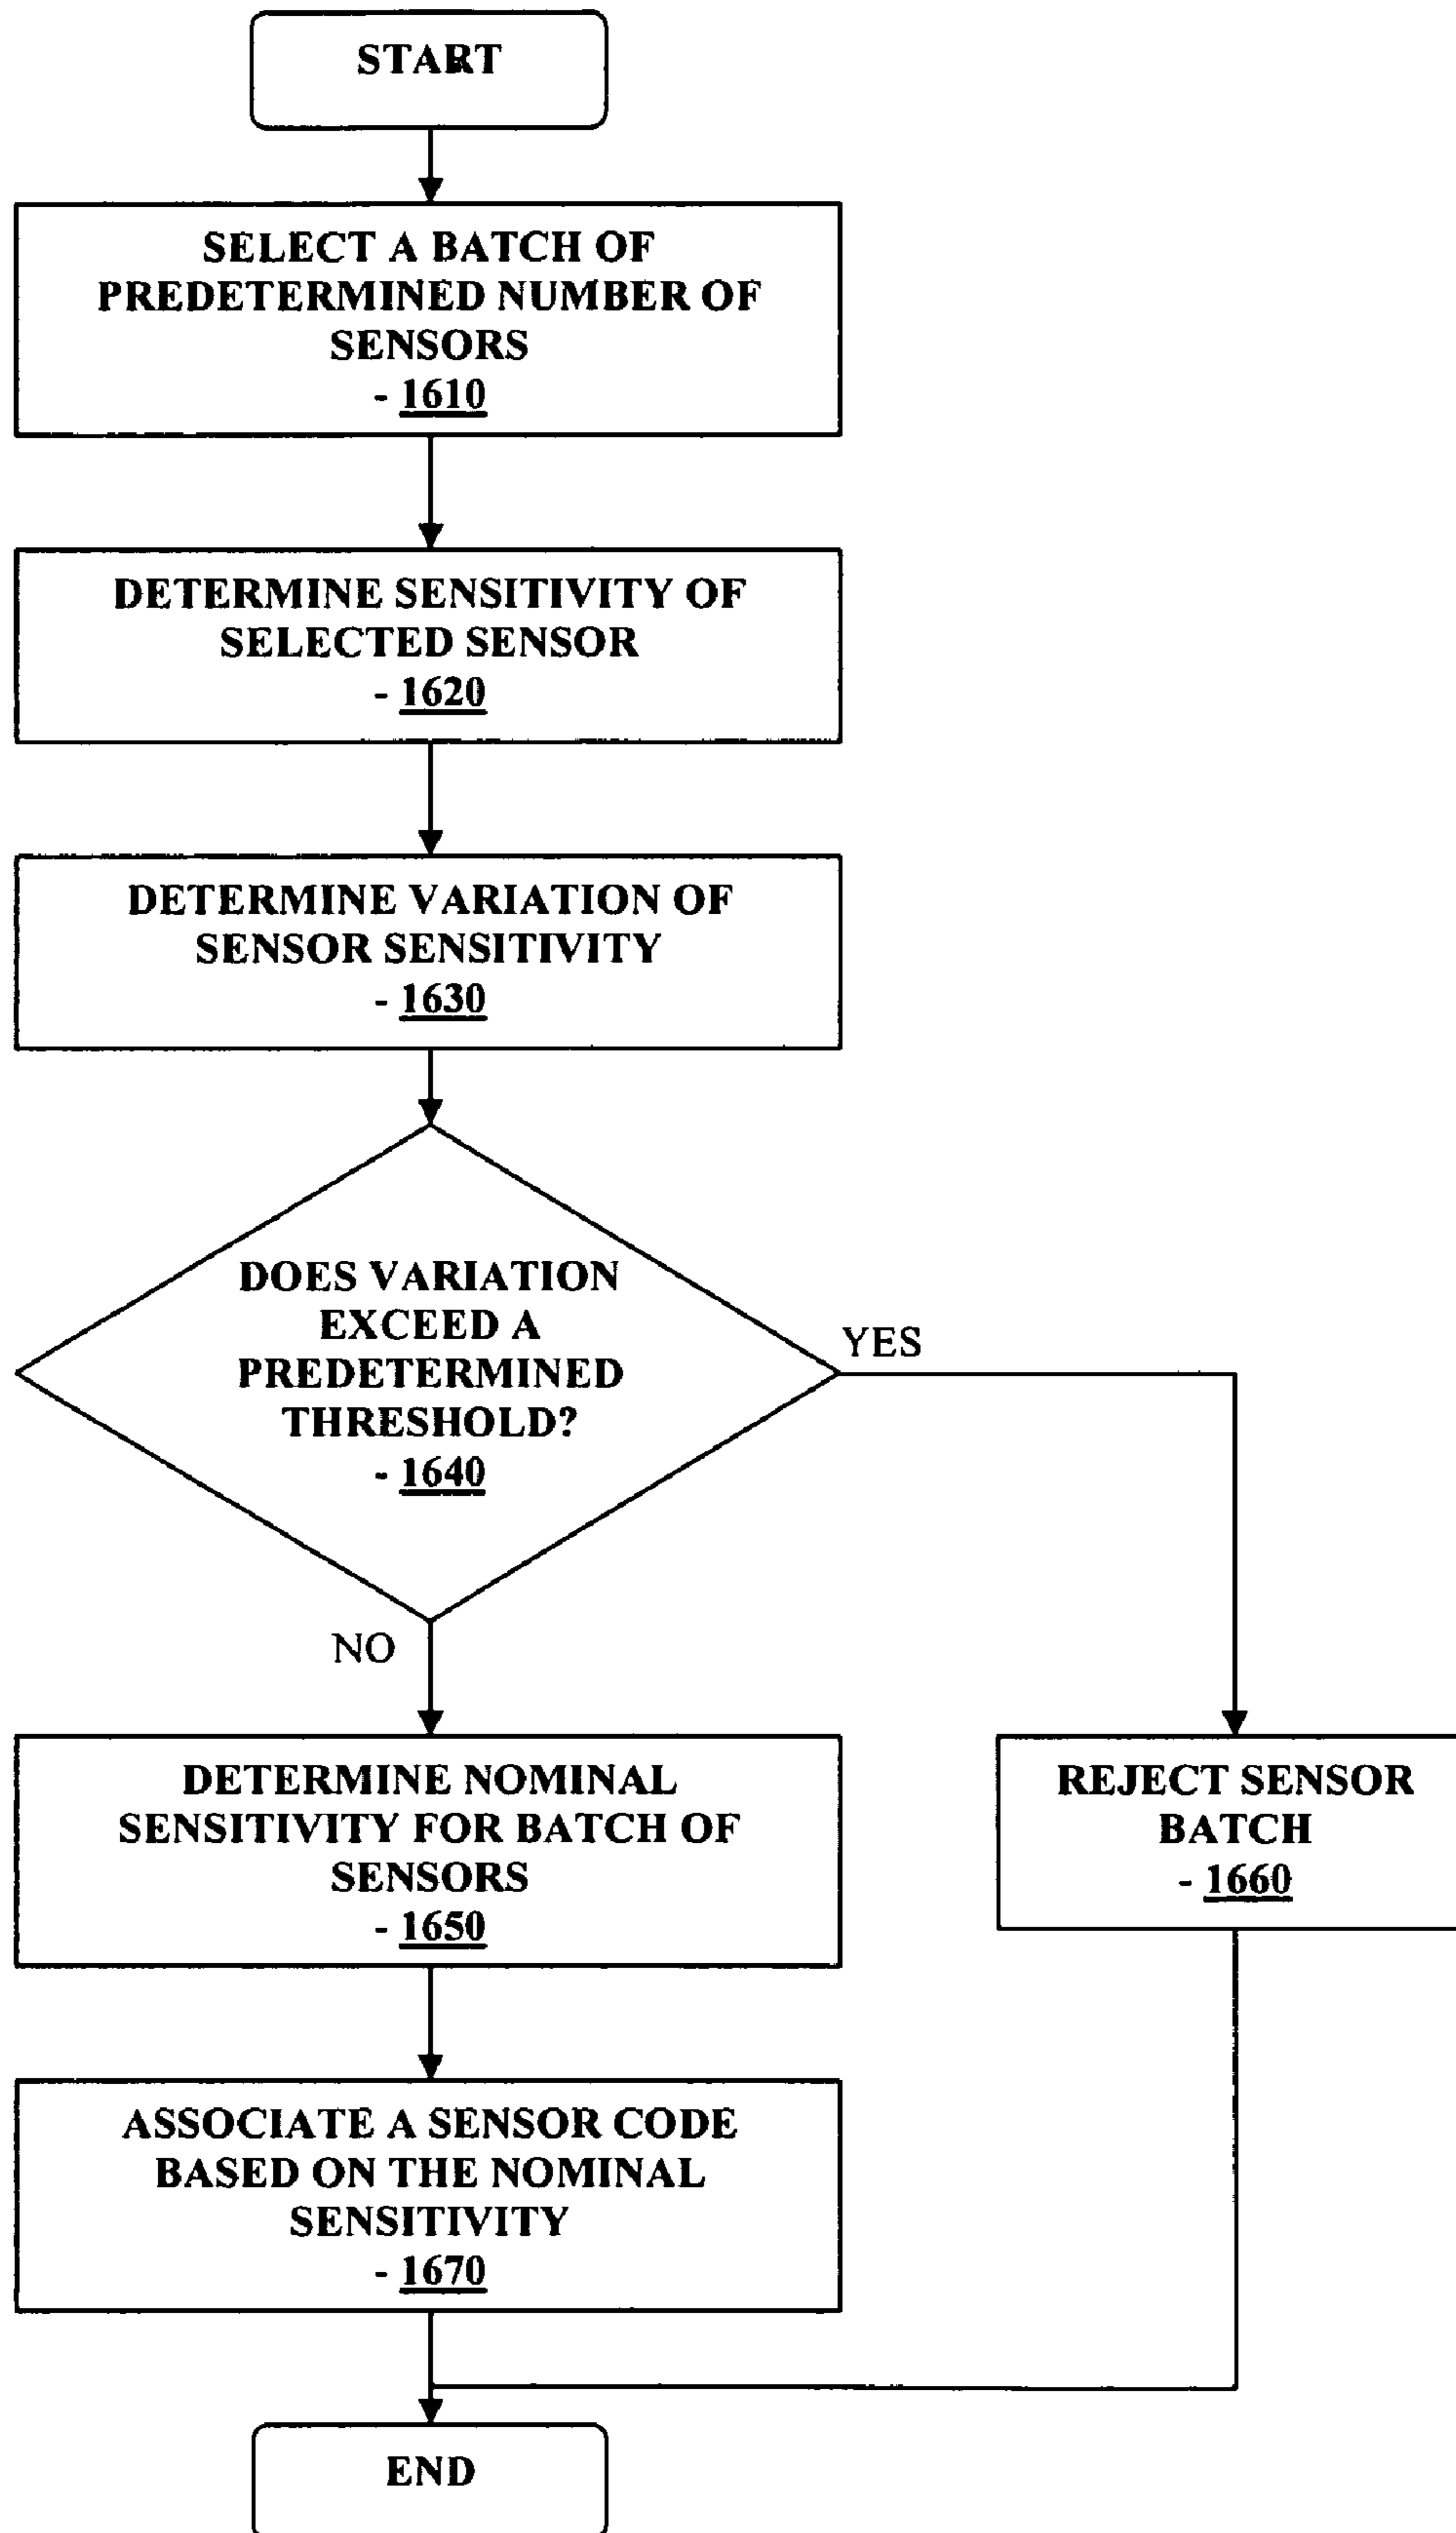 START
SELECT A BATCH OF
PREDETERMINED NUMBER OF
SENSORS
- 1610
DETERMINE SENSITIVITY OF
SELECTED SENSOR
- 1620
DETERMINE VARIATION OF
SENSOR SENSITIVITY
- 1630
DOES VARIATION
EXCEED A
PREDETERMINED
THRESHOLD?
- 1640
YES
NO
DETERMINE NOMINAL
SENSITIVITY FOR BATCH OF
SENSORS
- 1650
REJECT SENSOR
BATCH
- 1660
ASSOCIATE A SENSOR CODE
BASED ON THE NOMINAL
SENSITIVITY
- 1670
END